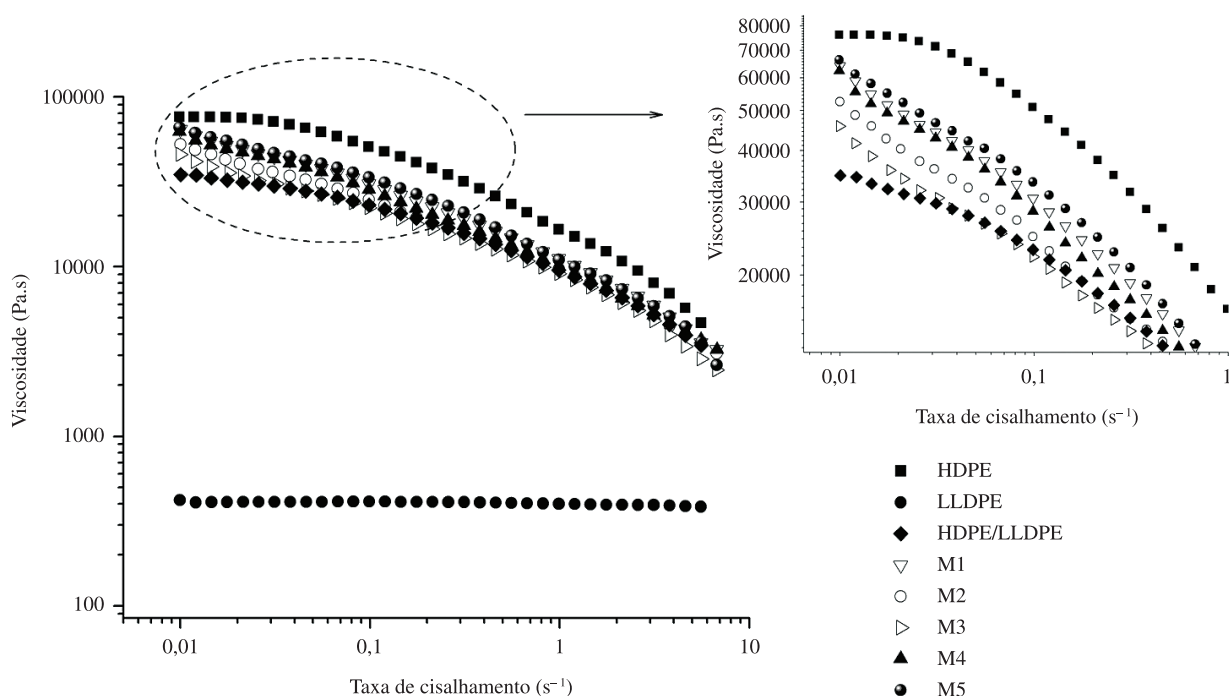 100000
10000
1000
100
Viscosidade (Pa.s)
0,01
0,1
1
10
Taxa de cisalhamento (s⁻¹)
80000
70000
60000
50000
40000
30000
20000
Viscosidade (Pa.s)
0,01
0,1
1
Taxa de cisalhamento (s⁻¹)
HDPE
LLDPE
HDPE/LLDPE
M1
M2
M3
M4
M5